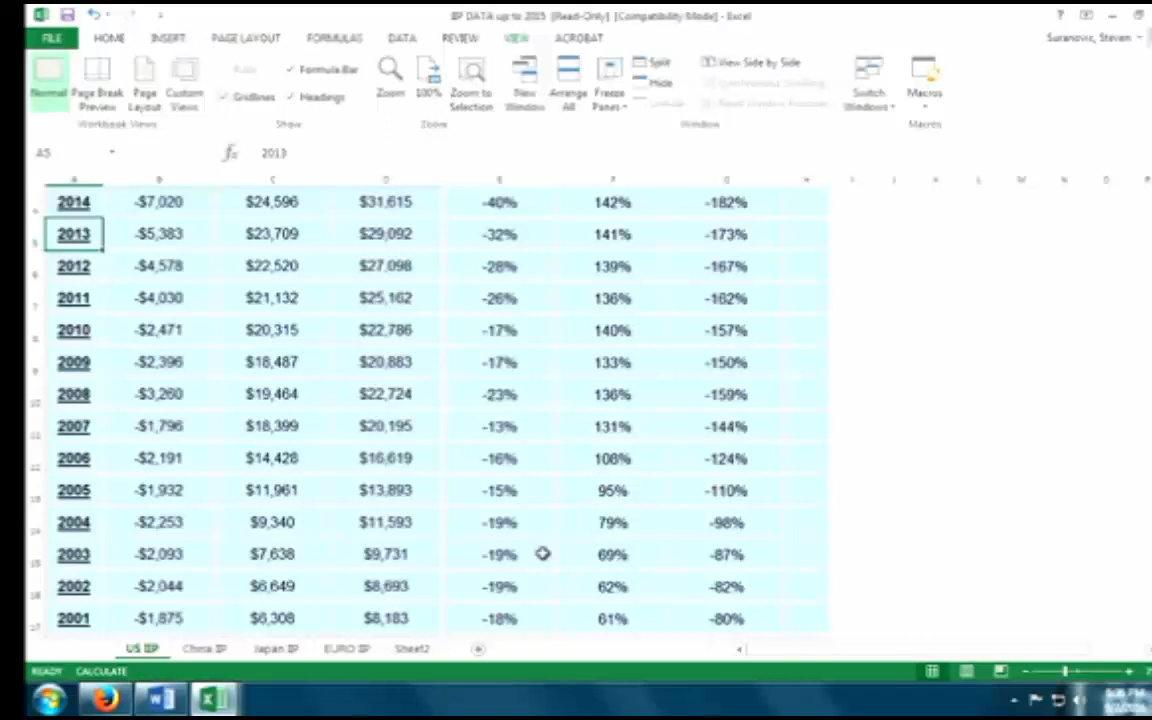 IIP DATA up to 2015 [Read-Only] [Compatibility Mode] - Excel
FILE HOME INSERT PAGE LAYOUT FORMULAS DATA REVIEW VIEW ACROBAT Suranovic, Steven
Formula Bar Split View Side by Side
Normal Page Break Preview Page Layout Custom Views Gridlines Headings Zoom 100% Zoom to Selection New Window Arrange All Freeze Panes Hide Switch Windows Macros
Workbook Views Show Zoom Window Macros
A5 fx 2013
2014 -$7,020 $24,596 $31,615 -40% 142% -182%
2013 -$5,383 $23,709 $29,092 -32% 141% -173%
2012 -$4,578 $22,520 $27,098 -28% 139% -167%
2011 -$4,030 $21,132 $25,162 -26% 136% -162%
2010 -$2,471 $20,315 $22,786 -17% 140% -157%
2009 -$2,396 $18,487 $20,883 -17% 133% -150%
2008 -$3,260 $19,464 $22,724 -23% 136% -159%
2007 -$1,796 $18,399 $20,195 -13% 131% -144%
2006 -$2,191 $14,428 $16,619 -16% 108% -124%
2005 -$1,932 $11,961 $13,893 -15% 95% -110%
2004 -$2,253 $9,340 $11,593 -19% 79% -98%
2003 -$2,093 $7,638 $9,731 -19% 69% -87%
2002 -$2,044 $6,649 $8,693 -19% 62% -82%
2001 -$1,875 $6,308 $8,183 -18% 61% -80%
US IIP China IIP Japan IIP EURO IIP Sheet2
READY CALCULATE